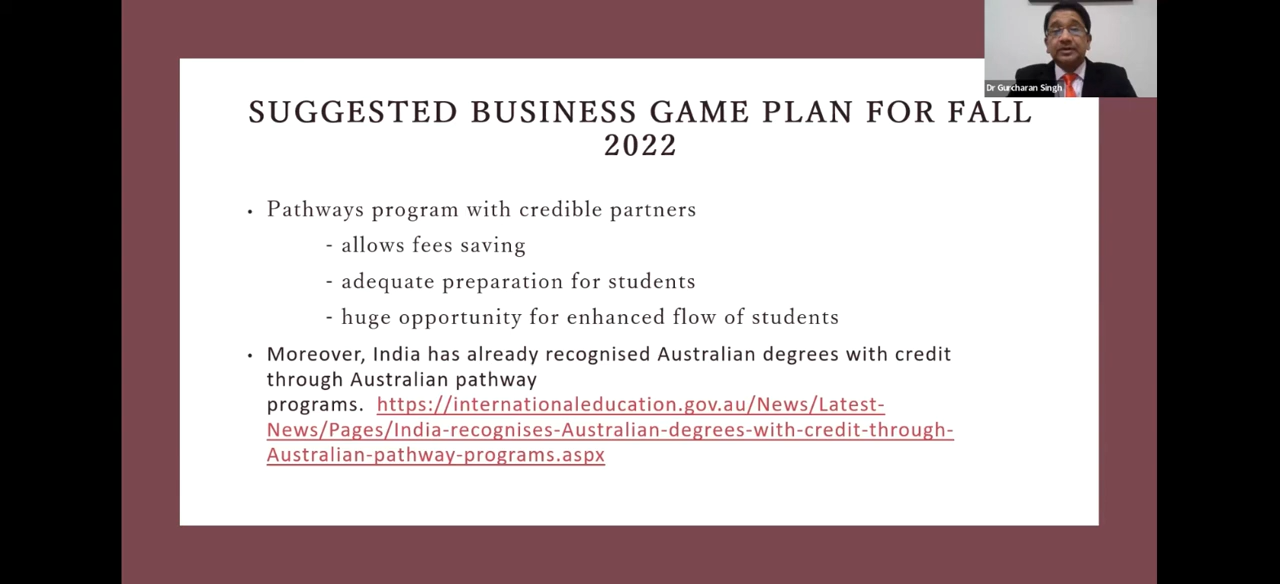 SUGGESTED BUSINESS GAME PLAN FOR FALL
2022
• Pathways program with credible partners
- allows fees saving
- adequate preparation for students
- huge opportunity for enhanced flow of students
• Moreover, India has already recognised Australian degrees with credit
through Australian pathway
programs. https://internationaleducation.gov.au/News/Latest-
News/Pages/India-recognises-Australian-degrees-with-credit-through-
Australian-pathway-programs.aspx
Dr Gurcharan Singh